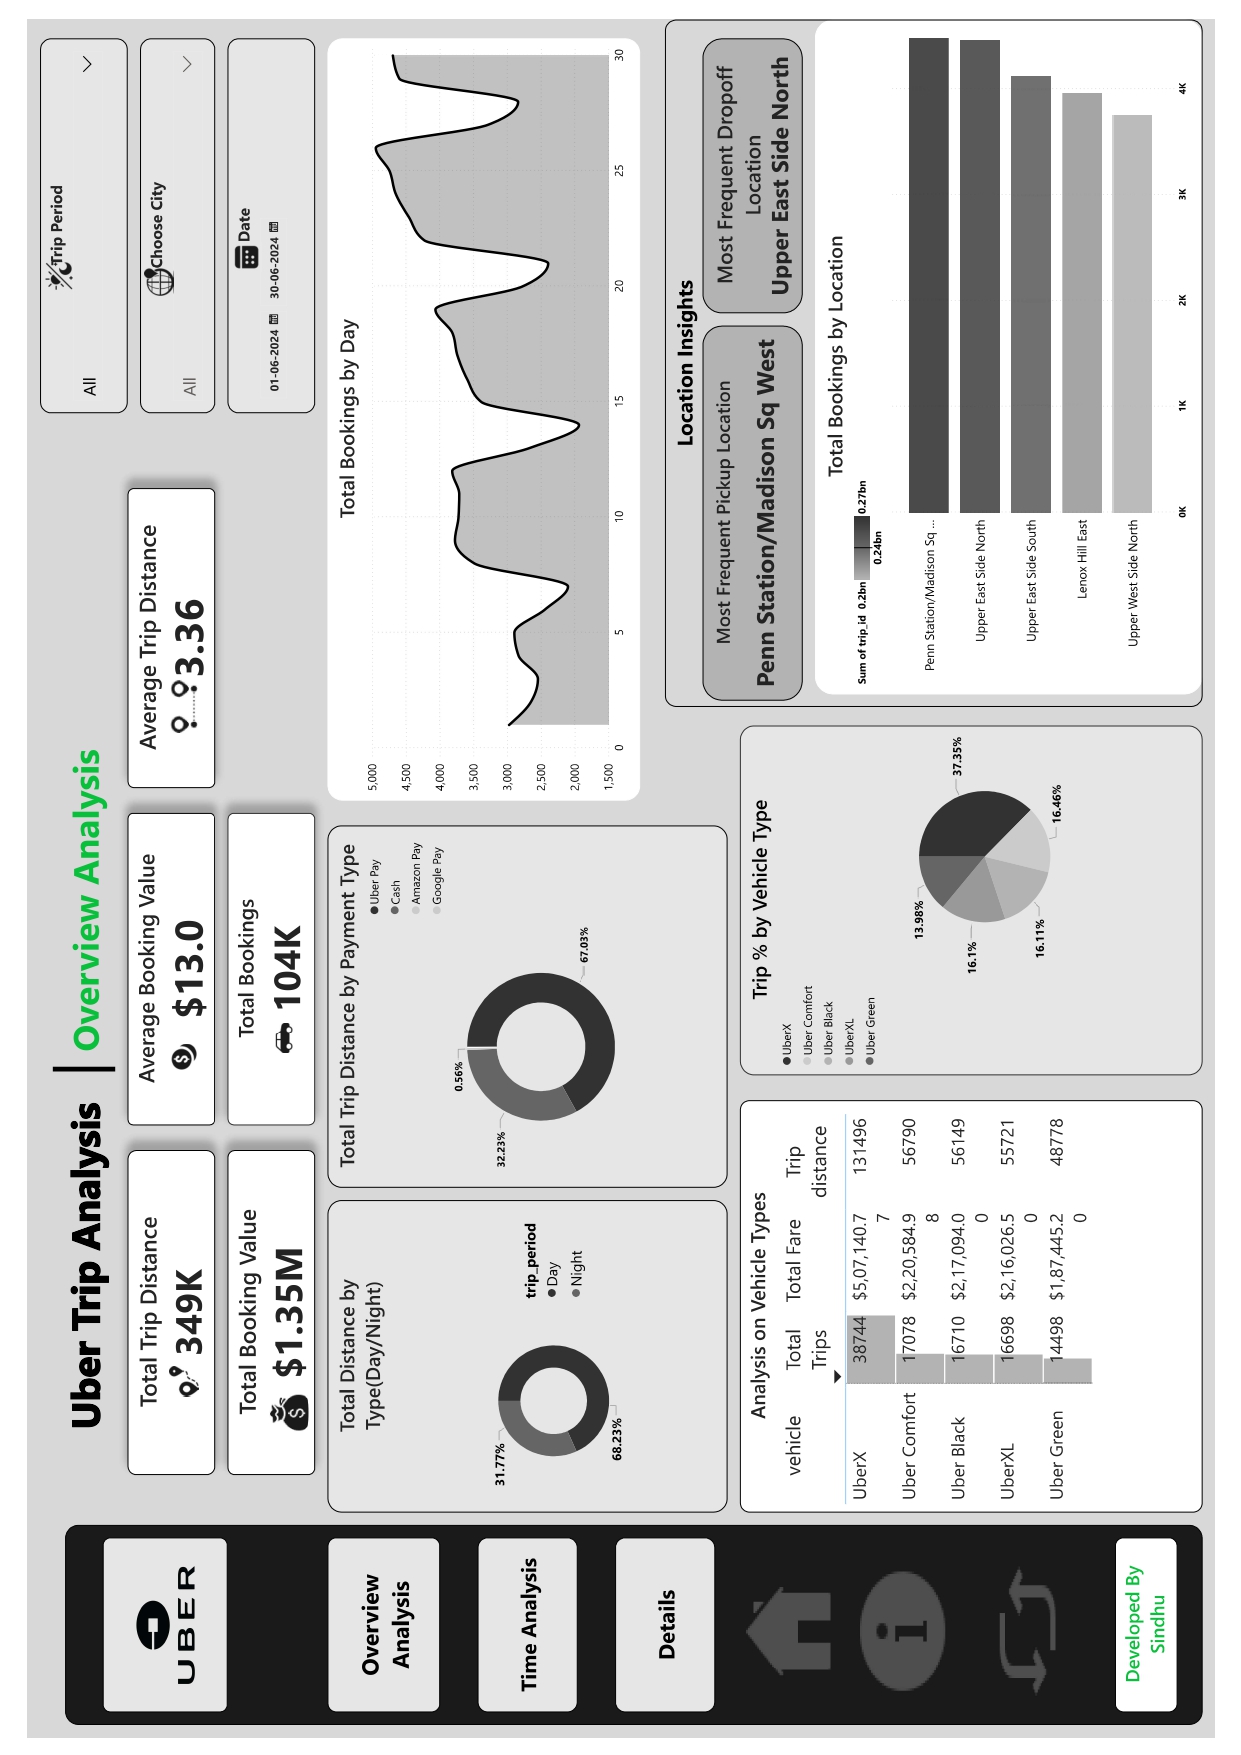 Uber Trip Analysis
Overview Analysis
UBER
Overview
Analysis
Time Analysis
Details
Developed By
Sindhu
Total Trip Distance
349K
Average Booking Value
$13.0
Average Trip Distance
3.36
Total Booking Value
$1.35M
Total Bookings
104K
Trip Period
All
Choose City
All
Date
01-06-2024 30-06-2024
Total Distance by
Type(Day/Night)
31.77%
68.23%
trip_period
Day
Night
Total Trip Distance by Payment Type
Uber Pay
Cash
Amazon Pay
Google Pay
0.56%
32.23%
67.03%
Total Bookings by Day
5,000
4,500
4,000
3,500
3,000
2,500
2,000
1,500
0 5 10 15 20 25 30
Analysis on Vehicle Types
vehicle Total Trips Total Fare Trip distance
UberX 38744 $5,07,140.77 131496
Uber Comfort 17078 $2,20,584.98 56790
Uber Black 16710 $2,17,094.00 56149
UberXL 16698 $2,16,026.50 55721
Uber Green 14498 $1,87,445.20 48778
Trip % by Vehicle Type
UberX
Uber Comfort
Uber Black
UberXL
Uber Green
13.98%
37.35%
16.1%
16.11%
16.46%
Location Insights
Most Frequent Pickup Location
Penn Station/Madison Sq West
Most Frequent Dropoff
Location
Upper East Side North
Total Bookings by Location
Sum of trip_id 0.2bn 0.27bn
0.24bn
Penn Station/Madison Sq ...
Upper East Side North
Upper East Side South
Lenox Hill East
Upper West Side North
0K 1K 2K 3K 4K